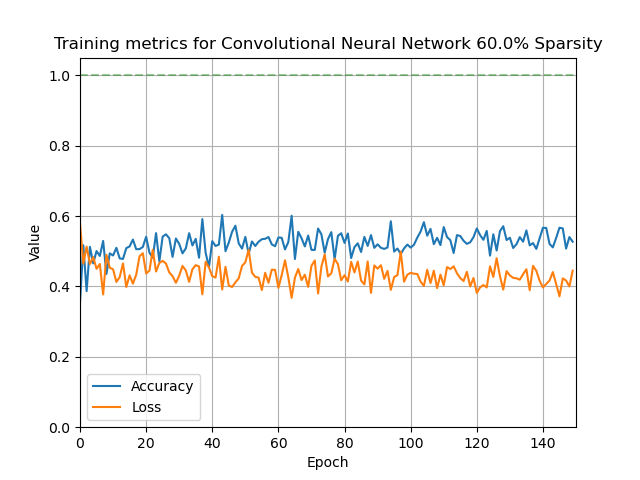 Training metrics for Convolutional Neural Network 60.0% Sparsity
1.0
0.8
0.6
0.4
0.2
0.0
Value
Accuracy
Loss
0 20 40 60 80 100 120 140
Epoch